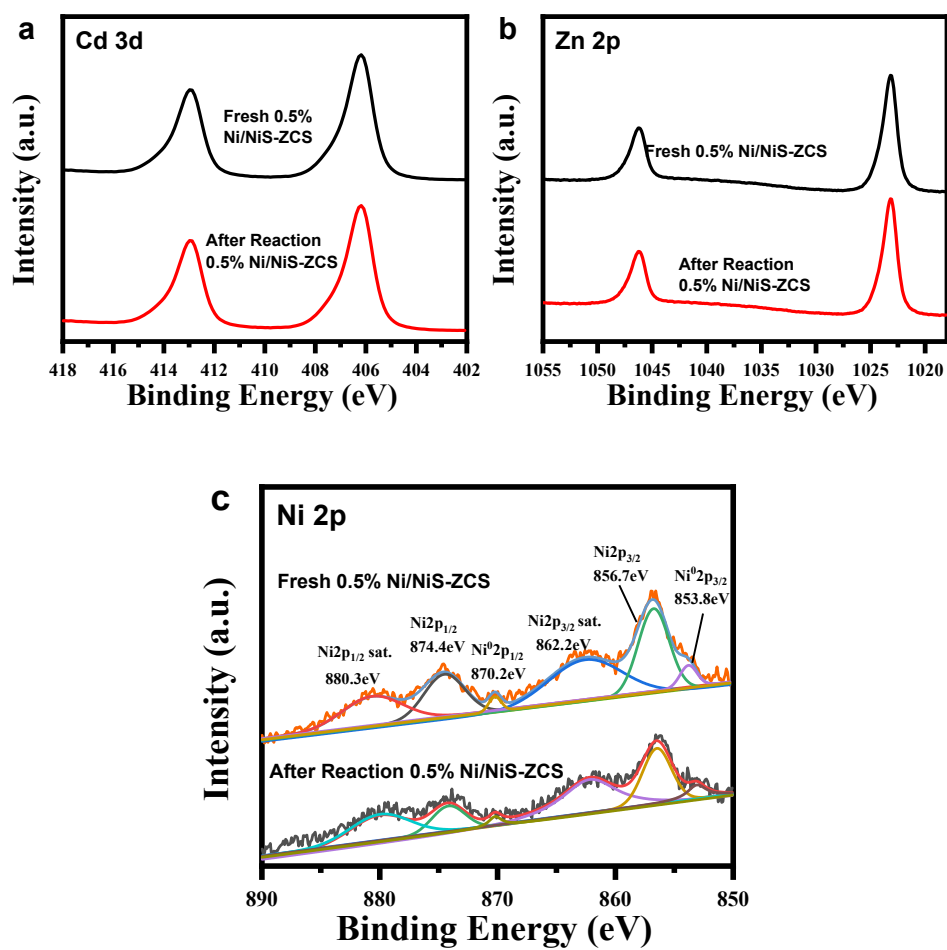 a
Cd 3d
Fresh 0.5%
Ni/NiS-ZCS
After Reaction
0.5% Ni/NiS-ZCS
Intensity (a.u.)
418 416 414 412 410 408 406 404 402
Binding Energy (eV)
b
Zn 2p
Fresh 0.5% Ni/NiS-ZCS
After Reaction
0.5% Ni/NiS-ZCS
Intensity (a.u.)
1055 1050 1045 1040 1035 1030 1025 1020
Binding Energy (eV)
c
Ni 2p
Fresh 0.5% Ni/NiS-ZCS
Ni2p1/2 sat.
880.3eV
Ni2p1/2
874.4eV
Ni⁰2p1/2
870.2eV
Ni2p3/2 sat.
862.2eV
Ni2p3/2
856.7eV
Ni⁰2p3/2
853.8eV
After Reaction 0.5% Ni/NiS-ZCS
Intensity (a.u.)
890 880 870 860 850
Binding Energy (eV)